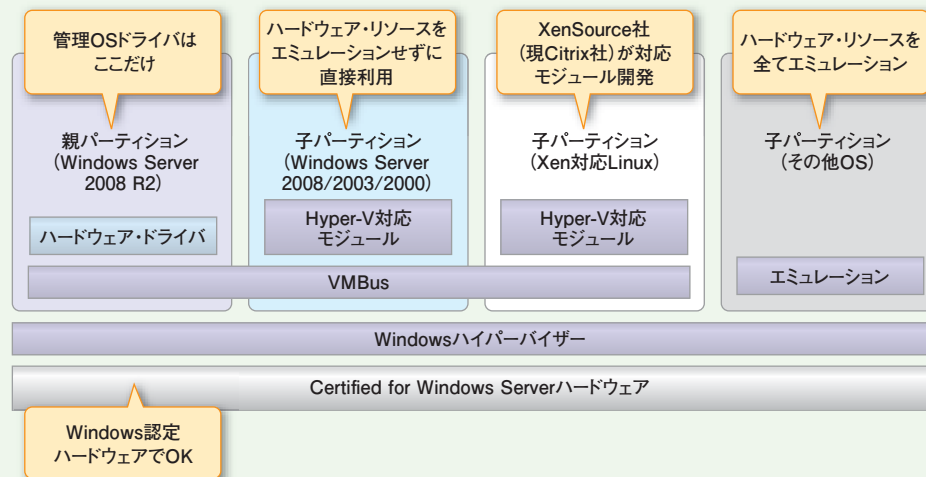 管理OSドライバは
ここだけ
ハードウェア・リソースを
エミュレーションせずに
直接利用
XenSource社
(現Citrix社)が対応
モジュール開発
ハードウェア・リソースを
全てエミュレーション
親パーティション
(Windows Server
2008 R2)
子パーティション
(Windows Server
2008/2003/2000)
子パーティション
(Xen対応Linux)
子パーティション
(その他OS)
ハードウェア・ドライバ
Hyper-V対応
モジュール
Hyper-V対応
モジュール
エミュレーション
VMBus
Windowsハイパーバイザー
Certified for Windows Serverハードウェア
Windows認定
ハードウェアでOK